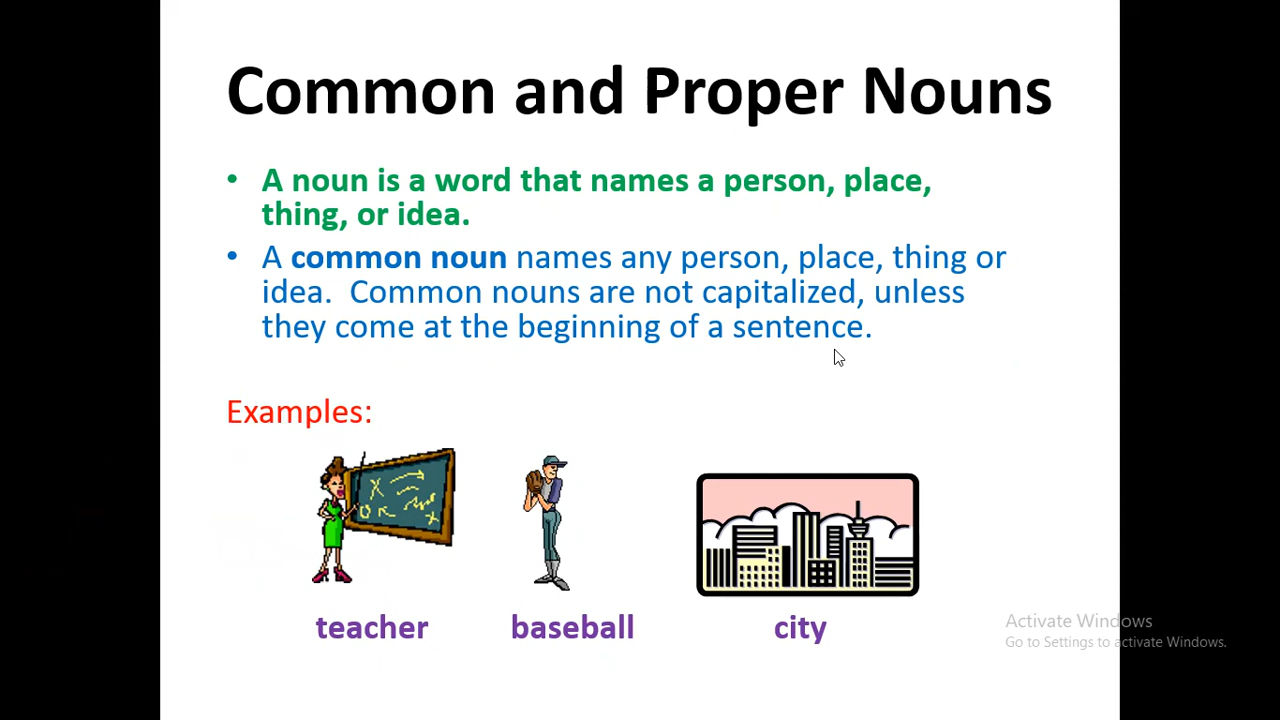 Common and Proper Nouns
• A noun is a word that names a person, place,
thing, or idea.
• A common noun names any person, place, thing or
idea.  Common nouns are not capitalized, unless
they come at the beginning of a sentence.
Examples:
teacher
baseball
city
Activate Windows
Go to Settings to activate Windows.